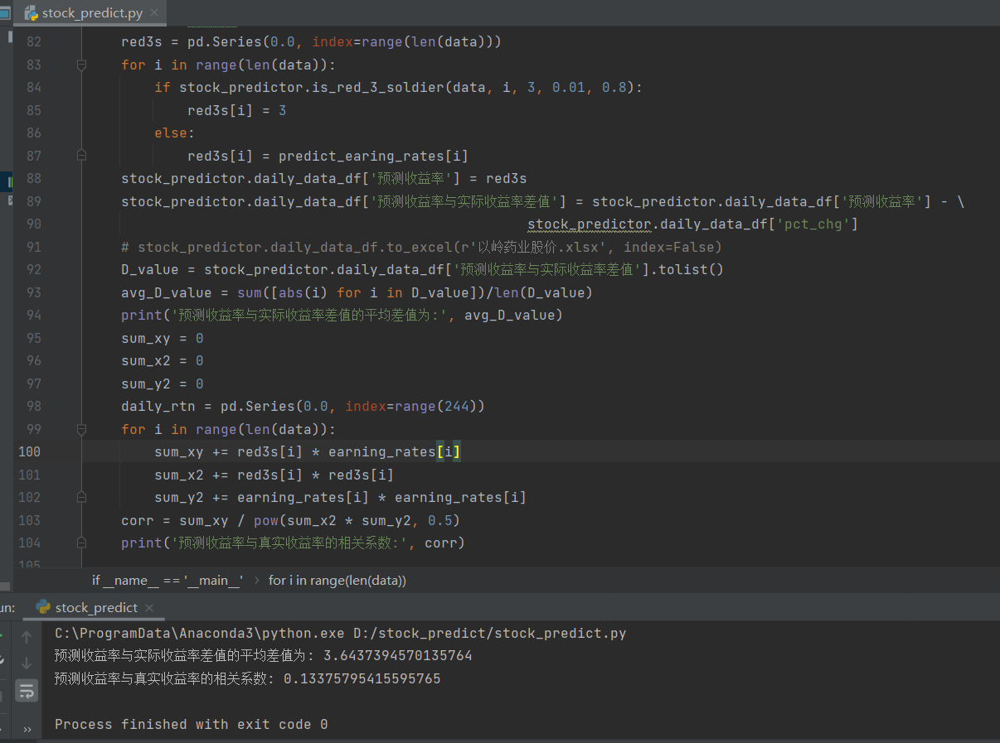 stock_predict.py
82 red3s = pd.Series(0.0, index=range(len(data)))
83 for i in range(len(data)):
84 if stock_predictor.is_red_3_soldier(data, i, 3, 0.01, 0.8):
85 red3s[i] = 3
86 else:
87 red3s[i] = predict_earing_rates[i]
88 stock_predictor.daily_data_df['预测收益率'] = red3s
89 stock_predictor.daily_data_df['预测收益率与实际收益率差值'] = stock_predictor.daily_data_df['预测收益率'] - \
90 stock_predictor.daily_data_df['pct_chg']
91 # stock_predictor.daily_data_df.to_excel(r'以岭药业股价.xlsx', index=False)
92 D_value = stock_predictor.daily_data_df['预测收益率与实际收益率差值'].tolist()
93 avg_D_value = sum([abs(i) for i in D_value])/len(D_value)
94 print('预测收益率与实际收益率差值的平均差值为:', avg_D_value)
95 sum_xy = 0
96 sum_x2 = 0
97 sum_y2 = 0
98 daily_rtn = pd.Series(0.0, index=range(244))
99 for i in range(len(data)):
100 sum_xy += red3s[i] * earning_rates[i]
101 sum_x2 += red3s[i] * red3s[i]
102 sum_y2 += earning_rates[i] * earning_rates[i]
103 corr = sum_xy / pow(sum_x2 * sum_y2, 0.5)
104 print('预测收益率与真实收益率的相关系数:', corr)
105
if __name__ == '__main__' › for i in range(len(data))
un: stock_predict
C:\ProgramData\Anaconda3\python.exe D:/stock_predict/stock_predict.py
预测收益率与实际收益率差值的平均差值为: 3.6437394570135764
预测收益率与真实收益率的相关系数: 0.13375795415595765
Process finished with exit code 0